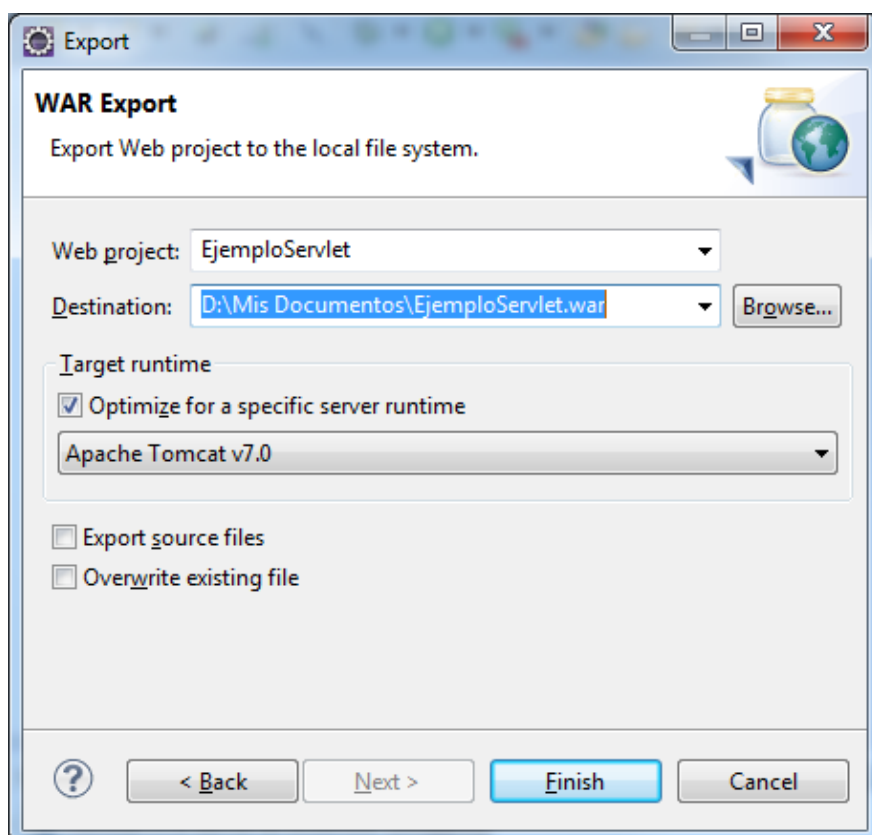 Export
WAR Export
Export Web project to the local file system.
Web project: EjemploServlet
Destination: D:\Mis Documentos\EjemploServlet.war Browse...
Target runtime
Optimize for a specific server runtime
Apache Tomcat v7.0
Export source files
Overwrite existing file
? < Back Next > Finish Cancel